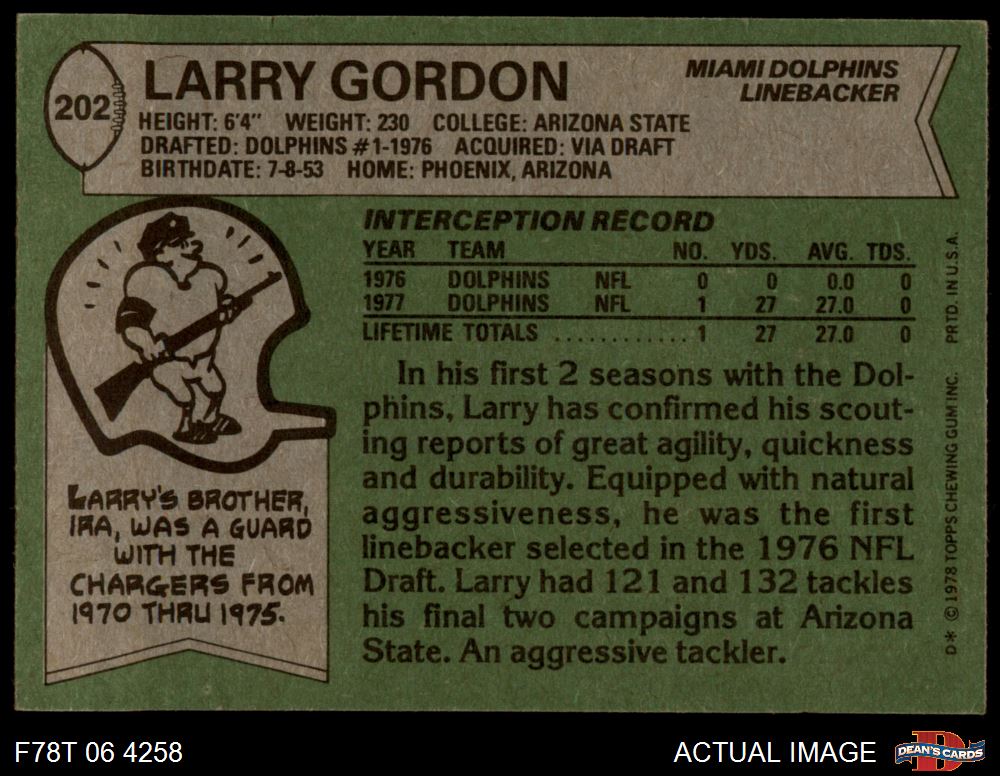 202
LARRY GORDON
MIAMI DOLPHINS
LINEBACKER
HEIGHT: 6'4" WEIGHT: 230 COLLEGE: ARIZONA STATE
DRAFTED: DOLPHINS #1-1976 ACQUIRED: VIA DRAFT
BIRTHDATE: 7-8-53 HOME: PHOENIX, ARIZONA
INTERCEPTION RECORD
YEAR TEAM NO. YDS. AVG. TDS.
1976 DOLPHINS NFL 0 0 0.0 0
1977 DOLPHINS NFL 1 27 27.0 0
LIFETIME TOTALS ............ 1 27 27.0 0
In his first 2 seasons with the Dol-
phins, Larry has confirmed his scout-
ing reports of great agility, quickness
and durability. Equipped with natural
aggressiveness, he was the first
linebacker selected in the 1976 NFL
Draft. Larry had 121 and 132 tackles
his final two campaigns at Arizona
State. An aggressive tackler.
LARRY'S BROTHER,
IRA, WAS A GUARD
WITH THE
CHARGERS FROM
1970 THRU 1975.
D* © 1978 TOPPS CHEWING GUM INC. PRTD. IN U.S.A.
F78T 06 4258
ACTUAL IMAGE
DEAN'S CARDS